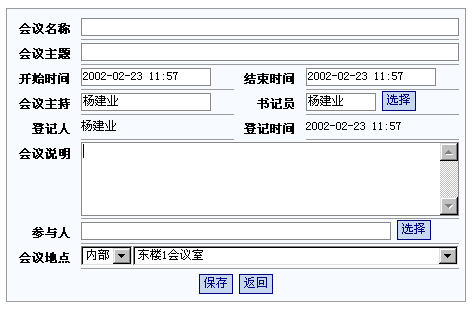 会议名称
会议主题
开始时间 2002-02-23 11:57 结束时间 2002-02-23 11:57
会议主持 杨建业 书记员 杨建业 选择
登记人 杨建业 登记时间 2002-02-23 11:57
会议说明
参与人 选择
会议地点 内部 东楼1会议室
保存 返回